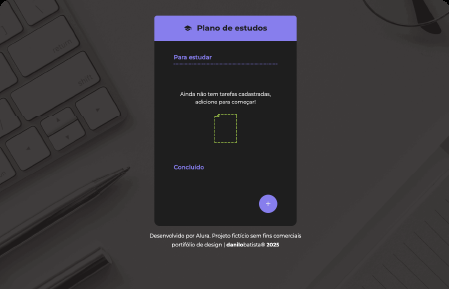 Plano de estudos
Para estudar
Ainda não tem tarefas cadastradas,
adicione para começar!
Concluído
+
Desenvolvido por Alura. Projeto fictício sem fins comerciais
portifólio de design | danilobatista® 2025